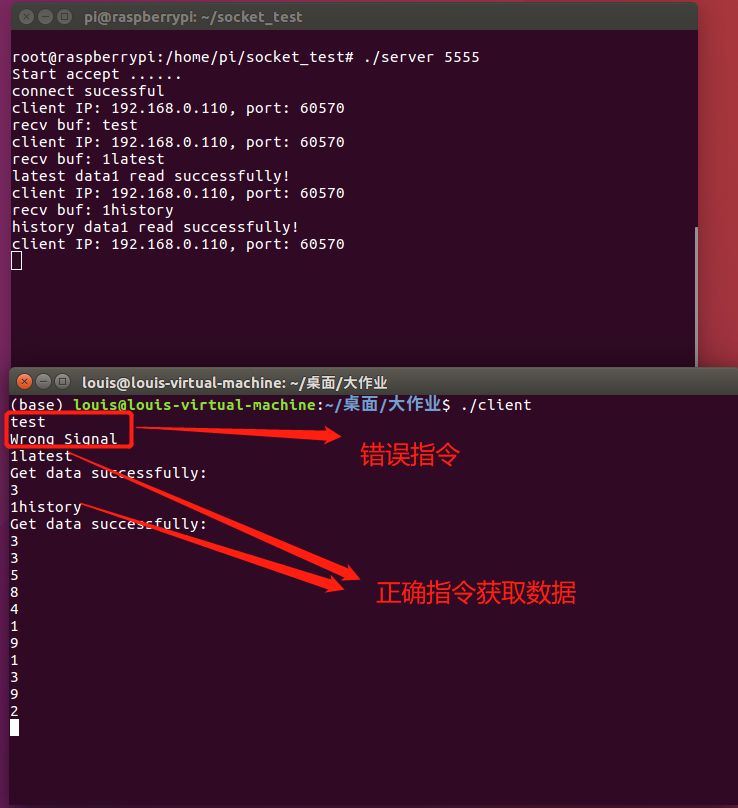 pi@raspberrypi: ~/socket_test
root@raspberrypi:/home/pi/socket_test# ./server 5555
Start accept ......
connect sucessful
client IP: 192.168.0.110, port: 60570
recv buf: test
client IP: 192.168.0.110, port: 60570
recv buf: 1latest
latest data1 read successfully!
client IP: 192.168.0.110, port: 60570
recv buf: 1history
history data1 read successfully!
client IP: 192.168.0.110, port: 60570
louis@louis-virtual-machine: ~/桌面/大作业
(base) louis@louis-virtual-machine:~/桌面/大作业$ ./client
test
Wrong Signal
错误指令
1latest
Get data successfully:
3
1history
Get data successfully:
3
3
5
8
正确指令获取数据
4
1
9
1
3
9
2